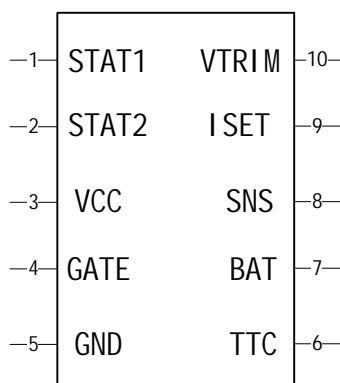 1 STAT1 VTRIM 10
2 STAT2 ISET 9
3 VCC SNS 8
4 GATE BAT 7
5 GND TTC 6